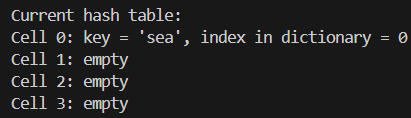 Current hash table:
Cell 0: key = 'sea', index in dictionary = 0
Cell 1: empty
Cell 2: empty
Cell 3: empty